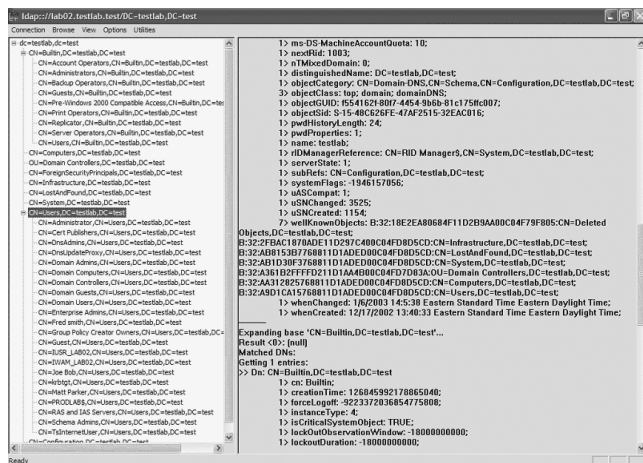 ldap:://lab02.testlab.test/DC=testlab,DC=test
Connection Browse View Options Utilities
dc=testlab,dc=test
CN=Builtin,DC=testlab,DC=test
CN=Account Operators,CN=Builtin,DC=testlab,DC=test
CN=Administrators,CN=Builtin,DC=testlab,DC=test
CN=Backup Operators,CN=Builtin,DC=testlab,DC=test
CN=Guests,CN=Builtin,DC=testlab,DC=test
CN=Pre-Windows 2000 Compatible Access,CN=Builtin,DC=tes
CN=Print Operators,CN=Builtin,DC=testlab,DC=test
CN=Replicator,CN=Builtin,DC=testlab,DC=test
CN=Server Operators,CN=Builtin,DC=testlab,DC=test
CN=Users,CN=Builtin,DC=testlab,DC=test
CN=Computers,DC=testlab,DC=test
OU=Domain Controllers,DC=testlab,DC=test
CN=ForeignSecurityPrincipals,DC=testlab,DC=test
CN=Infrastructure,DC=testlab,DC=test
CN=LostAndFound,DC=testlab,DC=test
CN=System,DC=testlab,DC=test
CN=Users,DC=testlab,DC=test
CN=Administrator,CN=Users,DC=testlab,DC=test
CN=Cert Publishers,CN=Users,DC=testlab,DC=test
CN=DnsAdmins,CN=Users,DC=testlab,DC=test
CN=DnsUpdateProxy,CN=Users,DC=testlab,DC=test
CN=Domain Admins,CN=Users,DC=testlab,DC=test
CN=Domain Computers,CN=Users,DC=testlab,DC=test
CN=Domain Controllers,CN=Users,DC=testlab,DC=test
CN=Domain Guests,CN=Users,DC=testlab,DC=test
CN=Domain Users,CN=Users,DC=testlab,DC=test
CN=Enterprise Admins,CN=Users,DC=testlab,DC=test
CN=Fred smith,CN=Users,DC=testlab,DC=test
CN=Group Policy Creator Owners,CN=Users,DC=testlab,DC=
CN=Guest,CN=Users,DC=testlab,DC=test
CN=IUSR_LAB02,CN=Users,DC=testlab,DC=test
CN=IWAM_LAB02,CN=Users,DC=testlab,DC=test
CN=Joe Bob,CN=Users,DC=testlab,DC=test
CN=krbtgt,CN=Users,DC=testlab,DC=test
CN=Matt Parker,CN=Users,DC=testlab,DC=test
CN=PRODLAB$,CN=Users,DC=testlab,DC=test
CN=RAS and IAS Servers,CN=Users,DC=testlab,DC=test
CN=Schema Admins,CN=Users,DC=testlab,DC=test
CN=TsInternetUser,CN=Users,DC=testlab,DC=test
CN=Configuration,DC=testlab,DC=test
1> ms-DS-MachineAccountQuota: 10;
1> nextRid: 1003;
1> nTMixedDomain: 0;
1> distinguishedName: DC=testlab,DC=test;
1> objectCategory: CN=Domain-DNS,CN=Schema,CN=Configuration,DC=testlab,DC=test;
3> objectClass: top; domain; domainDNS;
1> objectGUID: f554162f-80f7-4454-9b6b-81c175ffc007;
1> objectSid: S-15-48C626FE-47AF2515-32EAC016;
1> pwdHistoryLength: 24;
1> pwdProperties: 1;
1> name: testlab;
1> rIDManagerReference: CN=RID Manager$,CN=System,DC=testlab,DC=test;
1> serverState: 1;
1> subRefs: CN=Configuration,DC=testlab,DC=test;
1> systemFlags: -1946157056;
1> uASCompat: 1;
1> uSNChanged: 3525;
1> uSNCreated: 1154;
7> wellKnownObjects: B:32:18E2EA80684F11D2B9AA00C04F79F805:CN=Deleted
Objects,DC=testlab,DC=test;
B:32:2FBAC1870ADE11D297C400C04FD8D5CD:CN=Infrastructure,DC=testlab,DC=test;
B:32:AB8153B7768811D1ADED00C04FD8D5CD:CN=LostAndFound,DC=testlab,DC=test;
B:32:AB1D30F3768811D1ADED00C04FD8D5CD:CN=System,DC=testlab,DC=test;
B:32:A361B2FFFFD211D1AA4B00C04FD7D83A:OU=Domain Controllers,DC=testlab,DC=test;
B:32:AA312825768811D1ADED00C04FD8D5CD:CN=Computers,DC=testlab,DC=test;
B:32:A9D1CA15768811D1ADED00C04FD8D5CD:CN=Users,DC=testlab,DC=test;
1> whenChanged: 1/6/2003 14:5:38 Eastern Standard Time Eastern Daylight Time;
1> whenCreated: 12/17/2002 13:40:33 Eastern Standard Time Eastern Daylight Time;
Expanding base 'CN=Builtin,DC=testlab,DC=test'...
Result <0>: (null)
Matched DNs:
Getting 1 entries:
>> Dn: CN=Builtin,DC=testlab,DC=test
1> cn: Builtin;
1> creationTime: 126845992178865040;
1> forceLogoff: -9223372036854775808;
1> instanceType: 4;
1> isCriticalSystemObject: TRUE;
1> lockOutObservationWindow: -18000000000;
1> lockoutDuration: -18000000000;
Ready